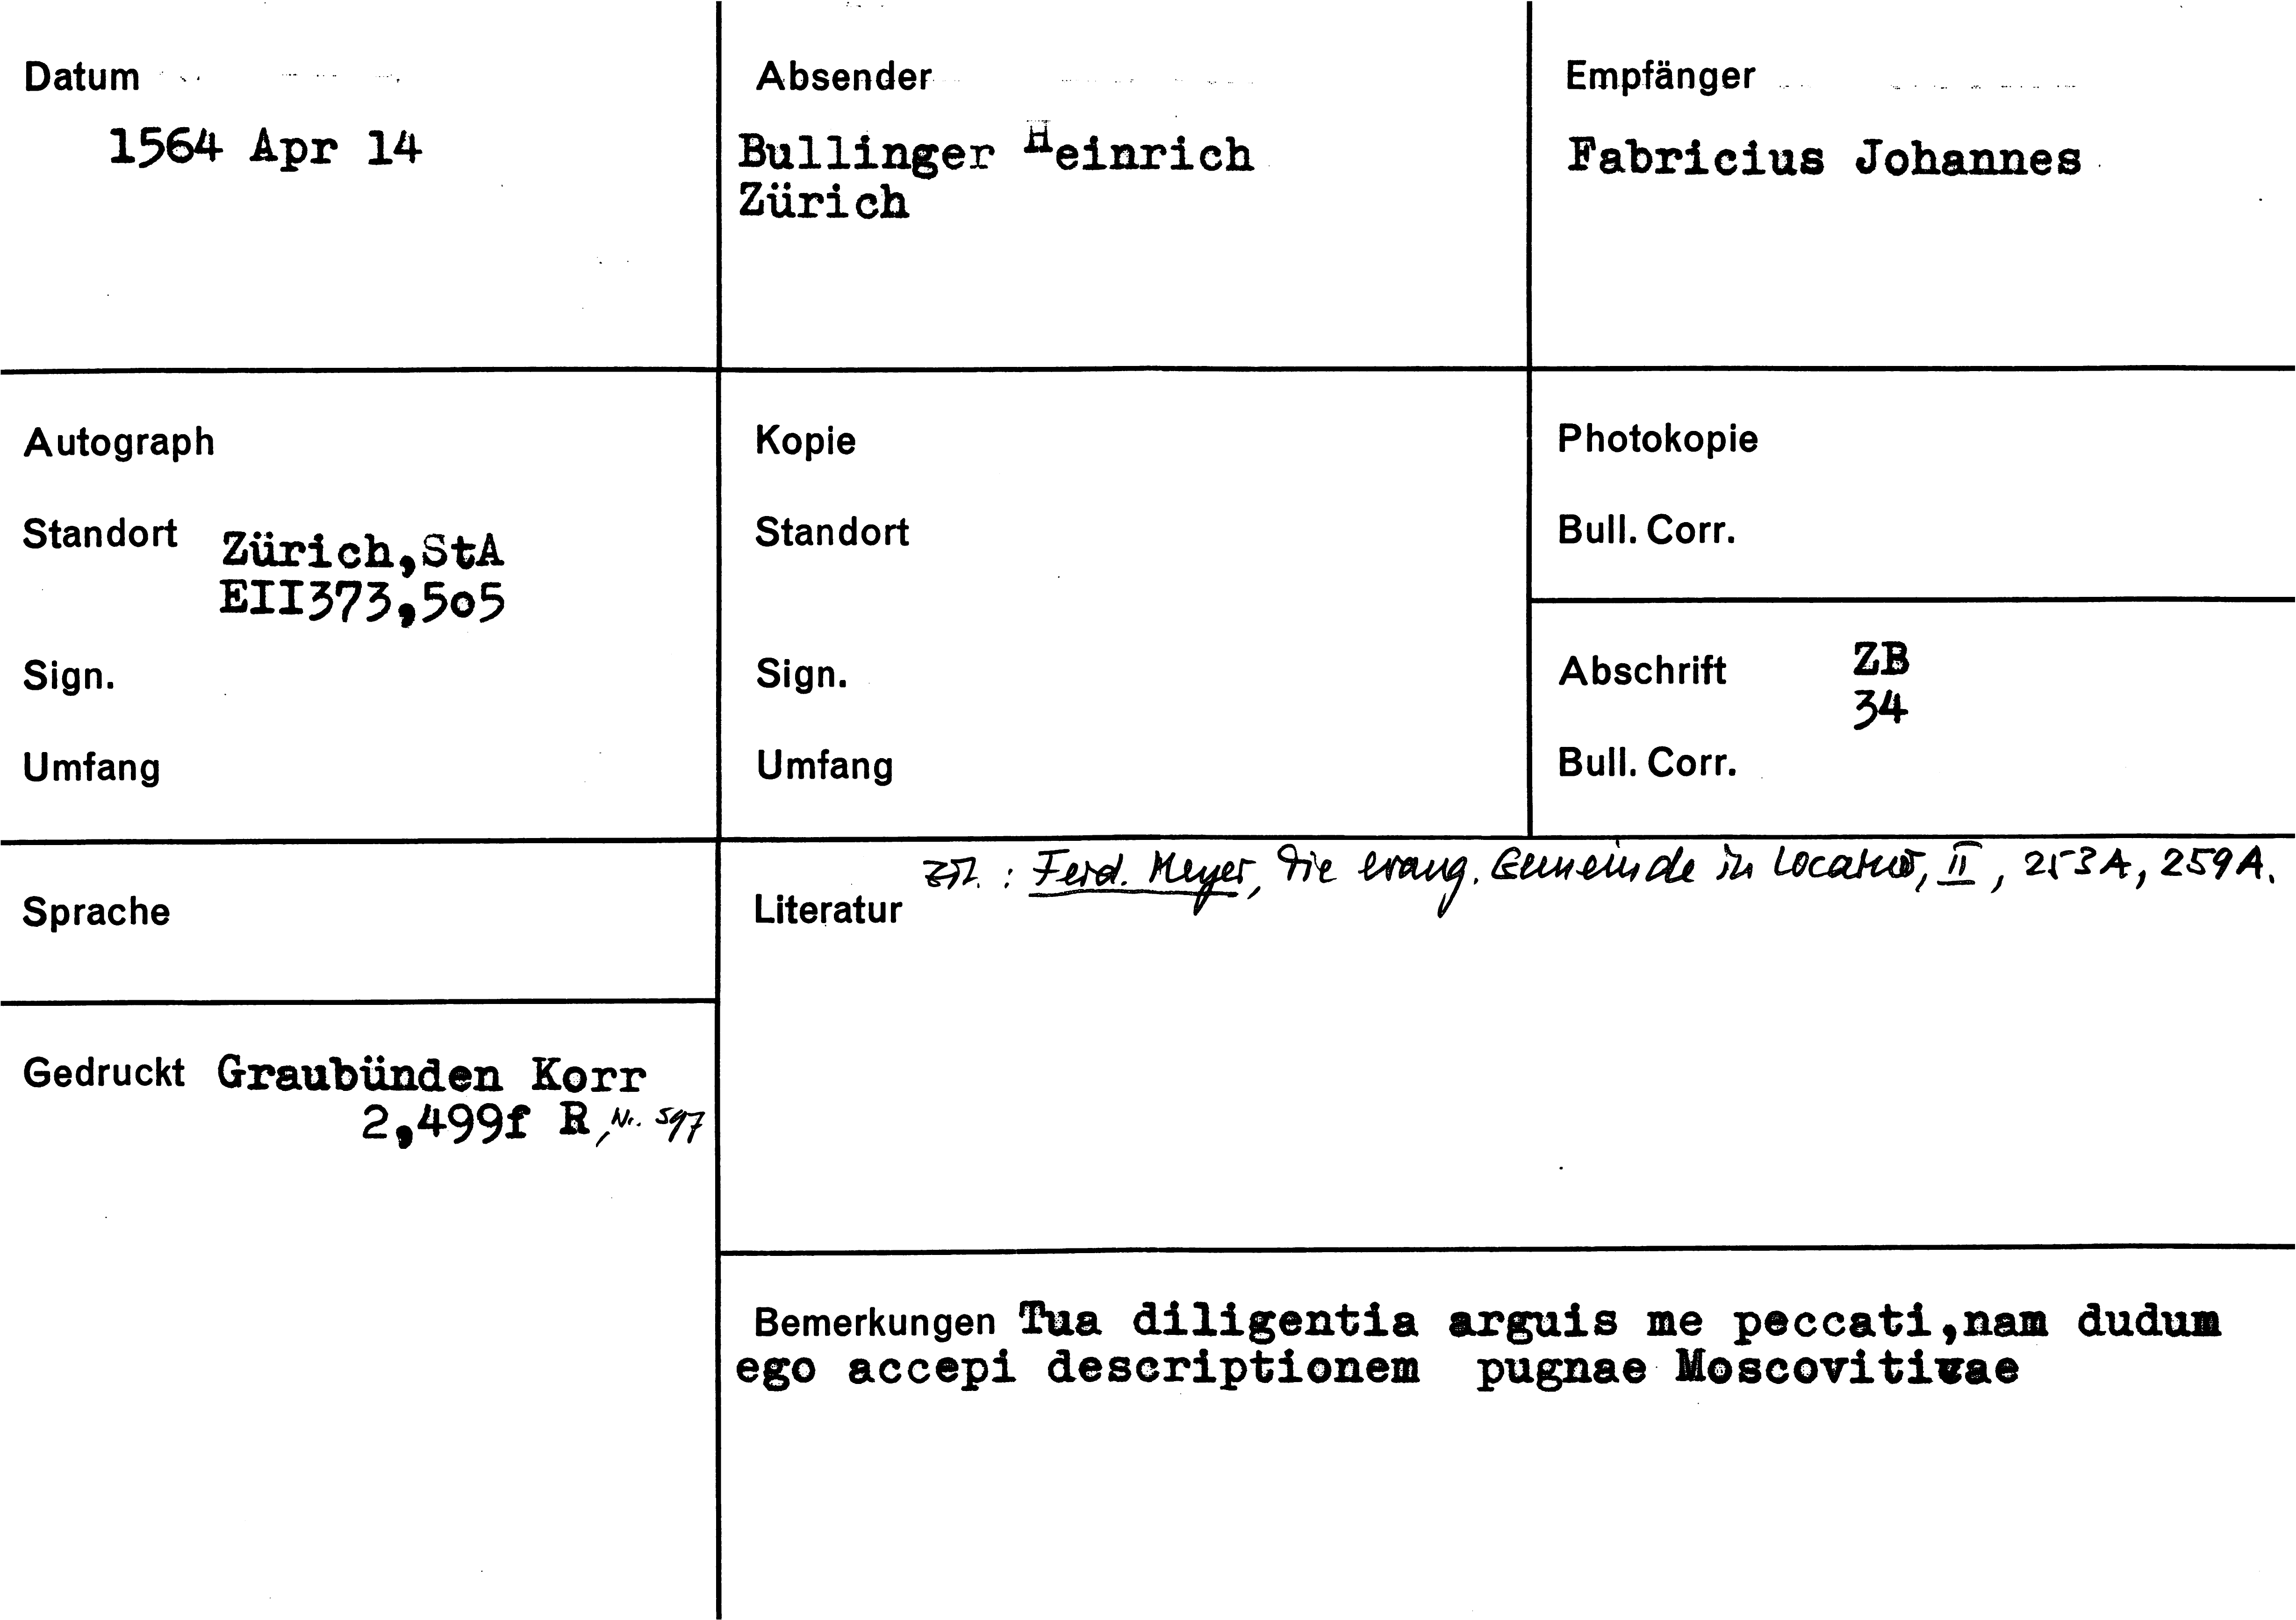 Datum
1564 Apr 14
Absender
Bullinger Heinrich
Zürich
Empfänger
Fabricius Johannes
Autograph
Standort Zürich,StA
EII373,5o5
Sign.
Umfang
Kopie
Standort
Sign.
Umfang
Photokopie
Bull. Corr.
Abschrift ZB
34
Bull. Corr.
Sprache
Gedruckt Graubünden Korr
2,499f R, Nr. 597
Zit. : Ferd. Meyer, Die evang. Gemeinde in Locarno, II, 253A, 259A.
Literatur
Bemerkungen Tua diligentia arguis me peccati,nam dudum
ego accepi descriptionem pugnae